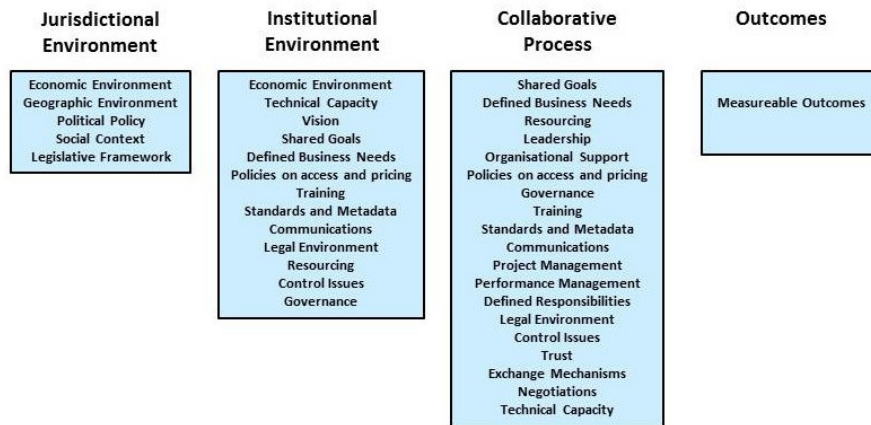 Jurisdictional
Environment
Economic Environment
Geographic Environment
Political Policy
Social Context
Legislative Framework
Institutional
Environment
Economic Environment
Technical Capacity
Vision
Shared Goals
Defined Business Needs
Policies on access and pricing
Training
Standards and Metadata
Communications
Legal Environment
Resourcing
Control Issues
Governance
Collaborative
Process
Shared Goals
Defined Business Needs
Resourcing
Leadership
Organisational Support
Policies on access and pricing
Governance
Training
Standards and Metadata
Communications
Project Management
Performance Management
Defined Responsibilities
Legal Environment
Control Issues
Trust
Exchange Mechanisms
Negotiations
Technical Capacity
Outcomes
Measureable Outcomes